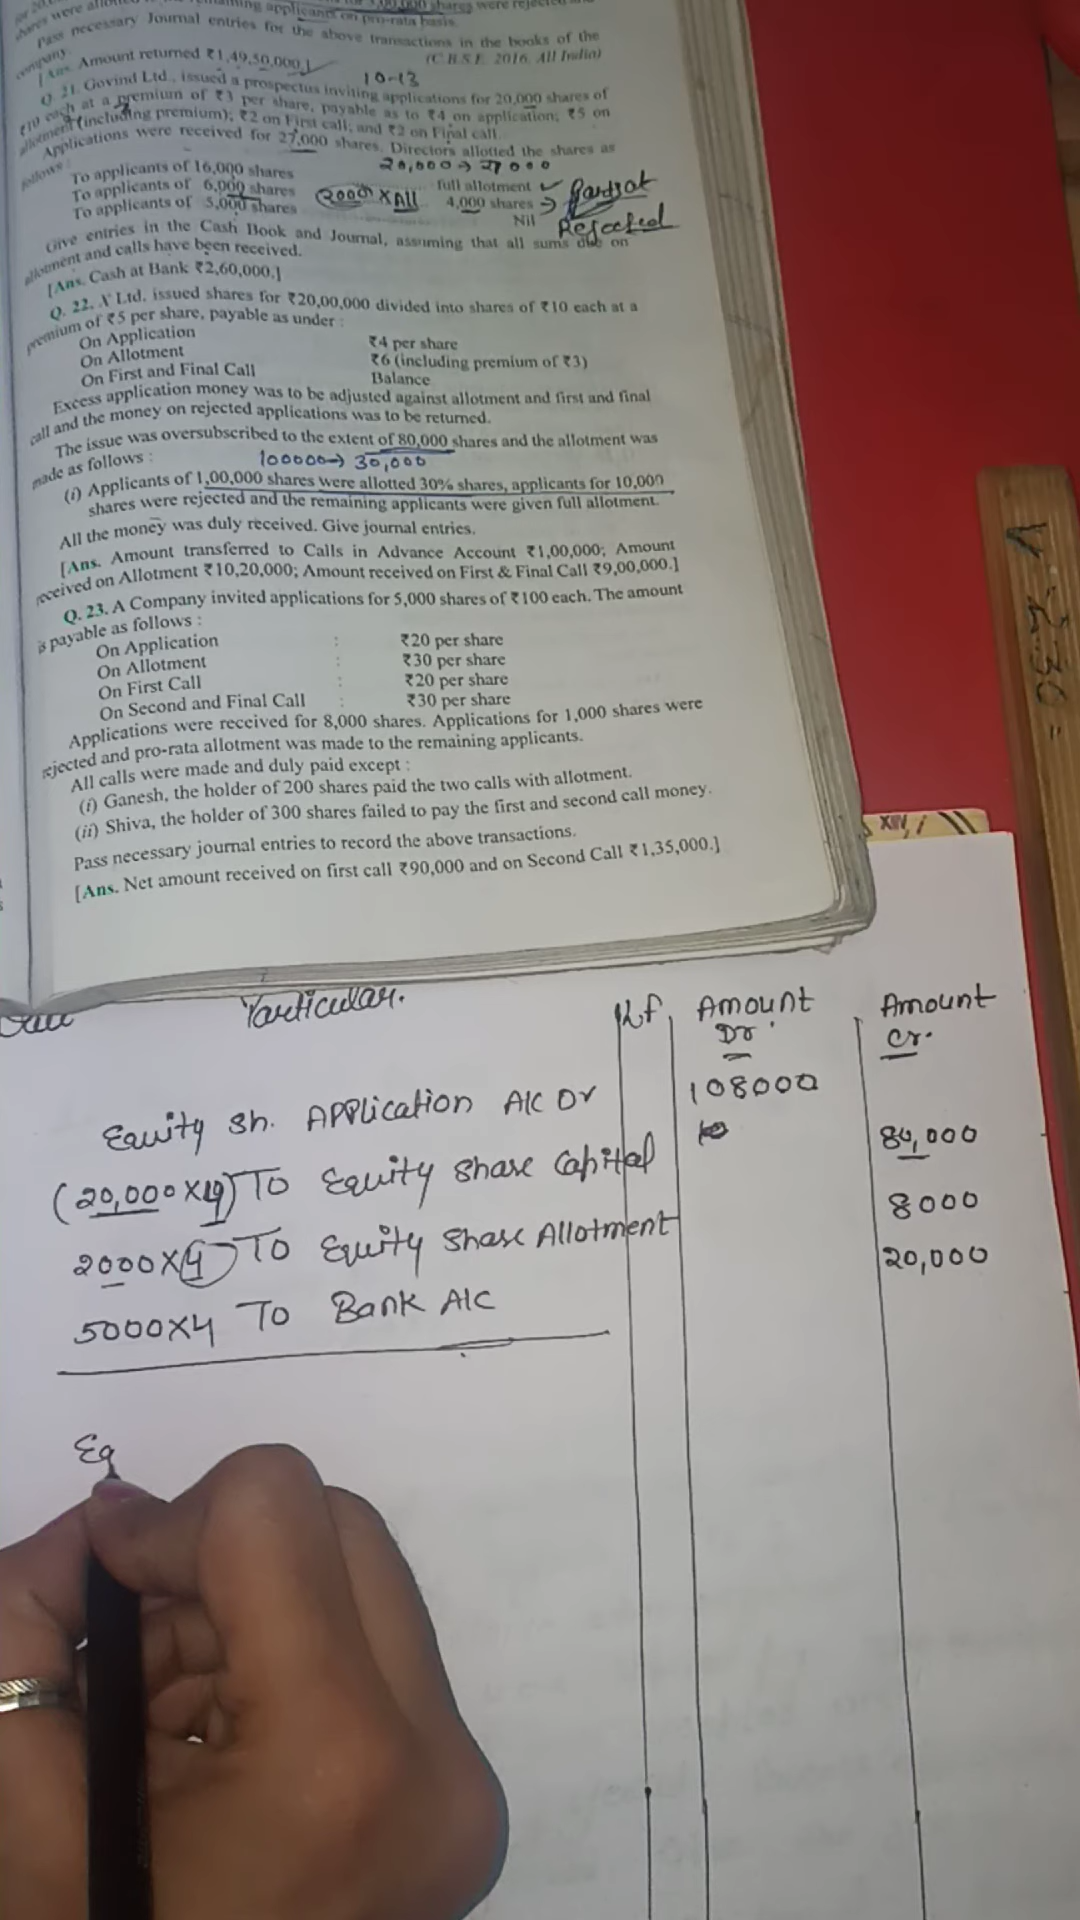 shares were rejected and
applicants on pro-rata basis.
Pass necessary Journal entries for the above transactions in the books of the
company.
(C.B.S.E. 2016, All India)
[Ans. Amount returned ₹1,49,50,000.]
10-13
Q. 21. Govind Ltd., issued a prospectus inviting applications for 20,000 shares of
₹10 each at a premium of ₹3 per share, payable as to ₹4 on application; ₹5 on
allotment (including premium); ₹2 on First call; and ₹2 on Final call.
Applications were received for 27,000 shares. Directors allotted the shares as
follows :
20,000 → 27000
To applicants of 16,000 shares full allotment
To applicants of 6,000 shares 4,000 shares →
To applicants of 5,000 shares Nil Rejected
Give entries in the Cash Book and Journal, assuming that all sums due on
allotment and calls have been received.
[Ans. Cash at Bank ₹2,60,000.]
Q. 22. X Ltd. issued shares for ₹20,00,000 divided into shares of ₹10 each at a
premium of ₹5 per share, payable as under :
On Application ₹4 per share
On Allotment ₹6 (including premium of ₹3)
On First and Final Call Balance
Excess application money was to be adjusted against allotment and first and final
call and the money on rejected applications was to be returned.
The issue was oversubscribed to the extent of 80,000 shares and the allotment was
made as follows :
100000→ 30,000
(i) Applicants of 1,00,000 shares were allotted 30% shares, applicants for 10,000
shares were rejected and the remaining applicants were given full allotment.
All the money was duly received. Give journal entries.
[Ans. Amount transferred to Calls in Advance Account ₹1,00,000; Amount
received on Allotment ₹10,20,000; Amount received on First & Final Call ₹9,00,000.]
Q. 23. A Company invited applications for 5,000 shares of ₹100 each. The amount
is payable as follows :
On Application : ₹20 per share
On Allotment : ₹30 per share
On First Call : ₹20 per share
On Second and Final Call : ₹30 per share
Applications were received for 8,000 shares. Applications for 1,000 shares were
rejected and pro-rata allotment was made to the remaining applicants.
All calls were made and duly paid except :
(i) Ganesh, the holder of 200 shares paid the two calls with allotment.
(ii) Shiva, the holder of 300 shares failed to pay the first and second call money.
Pass necessary journal entries to record the above transactions.
[Ans. Net amount received on first call ₹90,000 and on Second Call ₹1,35,000.]
XIIV
Particular. Lf. Amount Dr. Amount Cr.
Equity Sh. Application A/C Dr 108000
(20,000×4) To Equity Share Capital 80,000
2000×4 To Equity Share Allotment 8000
5000×4 To Bank A/C 20,000
Eq